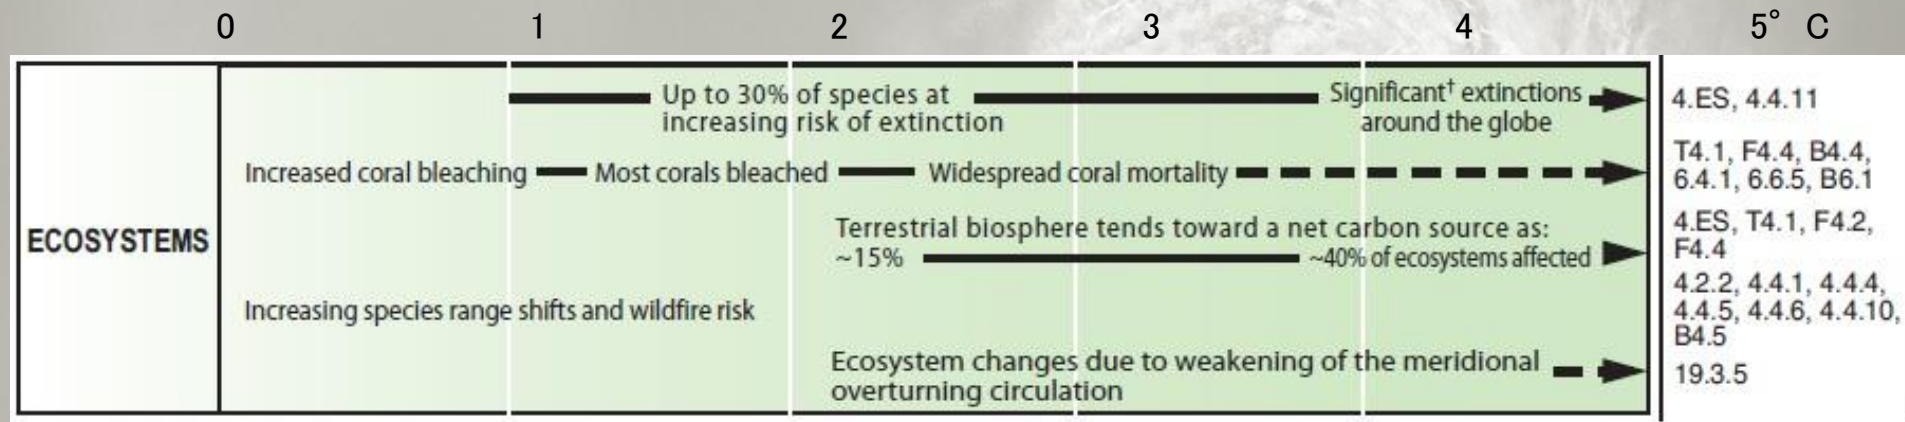 0 1 2 3 4 5° C
Up to 30% of species at
increasing risk of extinction
Significant† extinctions
around the globe
4.ES, 4.4.11
Increased coral bleaching Most corals bleached Widespread coral mortality
T4.1, F4.4, B4.4,
6.4.1, 6.6.5, B6.1
ECOSYSTEMS
Terrestrial biosphere tends toward a net carbon source as:
~15% ~40% of ecosystems affected
4.ES, T4.1, F4.2,
F4.4
Increasing species range shifts and wildfire risk
4.2.2, 4.4.1, 4.4.4,
4.4.5, 4.4.6, 4.4.10,
B4.5
Ecosystem changes due to weakening of the meridional
overturning circulation
19.3.5